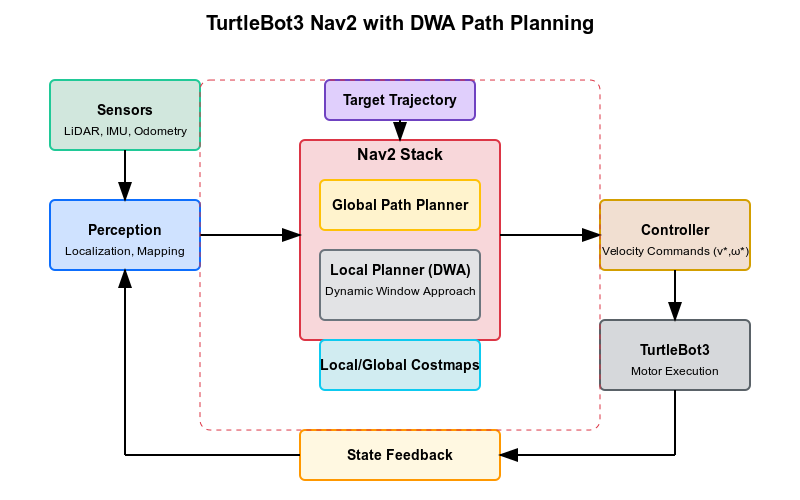 TurtleBot3 Nav2 with DWA Path Planning
Sensors
LiDAR, IMU, Odometry
Target Trajectory
Nav2 Stack
Global Path Planner
Perception
Localization, Mapping
Local Planner (DWA)
Dynamic Window Approach
Controller
Velocity Commands (v*,ω*)
Local/Global Costmaps
TurtleBot3
Motor Execution
State Feedback